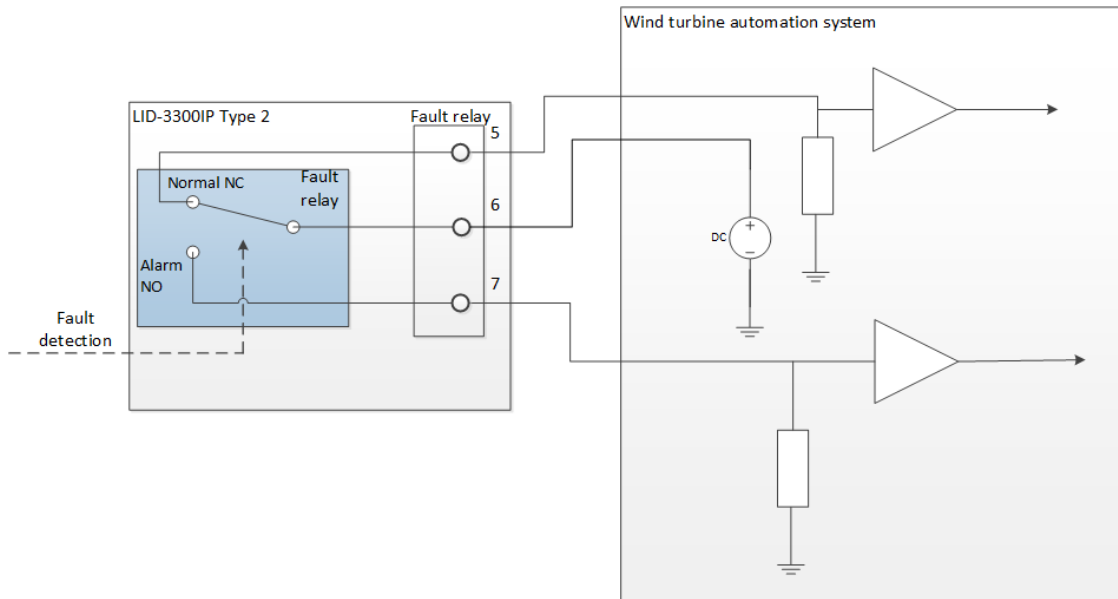 Wind turbine automation system
LID-3300IP Type 2
Fault relay
5
Normal NC
Fault
relay
6
DC
+
−
Alarm
NO
7
Fault
detection